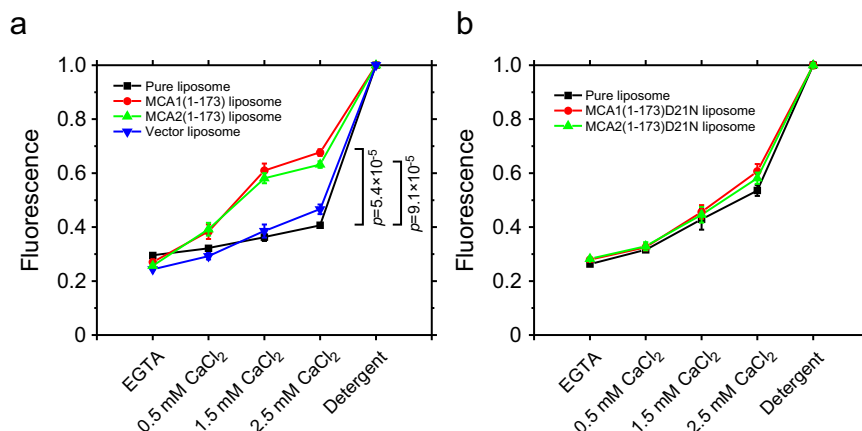 a
Fluorescence
1.0
0.8
0.6
0.4
0.2
0
Pure liposome
MCA1(1-173) liposome
MCA2(1-173) liposome
Vector liposome
p=5.4×10⁻⁵
p=9.1×10⁻⁵
EGTA
0.5 mM CaCl₂
1.5 mM CaCl₂
2.5 mM CaCl₂
Detergent
b
Fluorescence
1.0
0.8
0.6
0.4
0.2
0
Pure liposome
MCA1(1-173)D21N liposome
MCA2(1-173)D21N liposome
EGTA
0.5 mM CaCl₂
1.5 mM CaCl₂
2.5 mM CaCl₂
Detergent